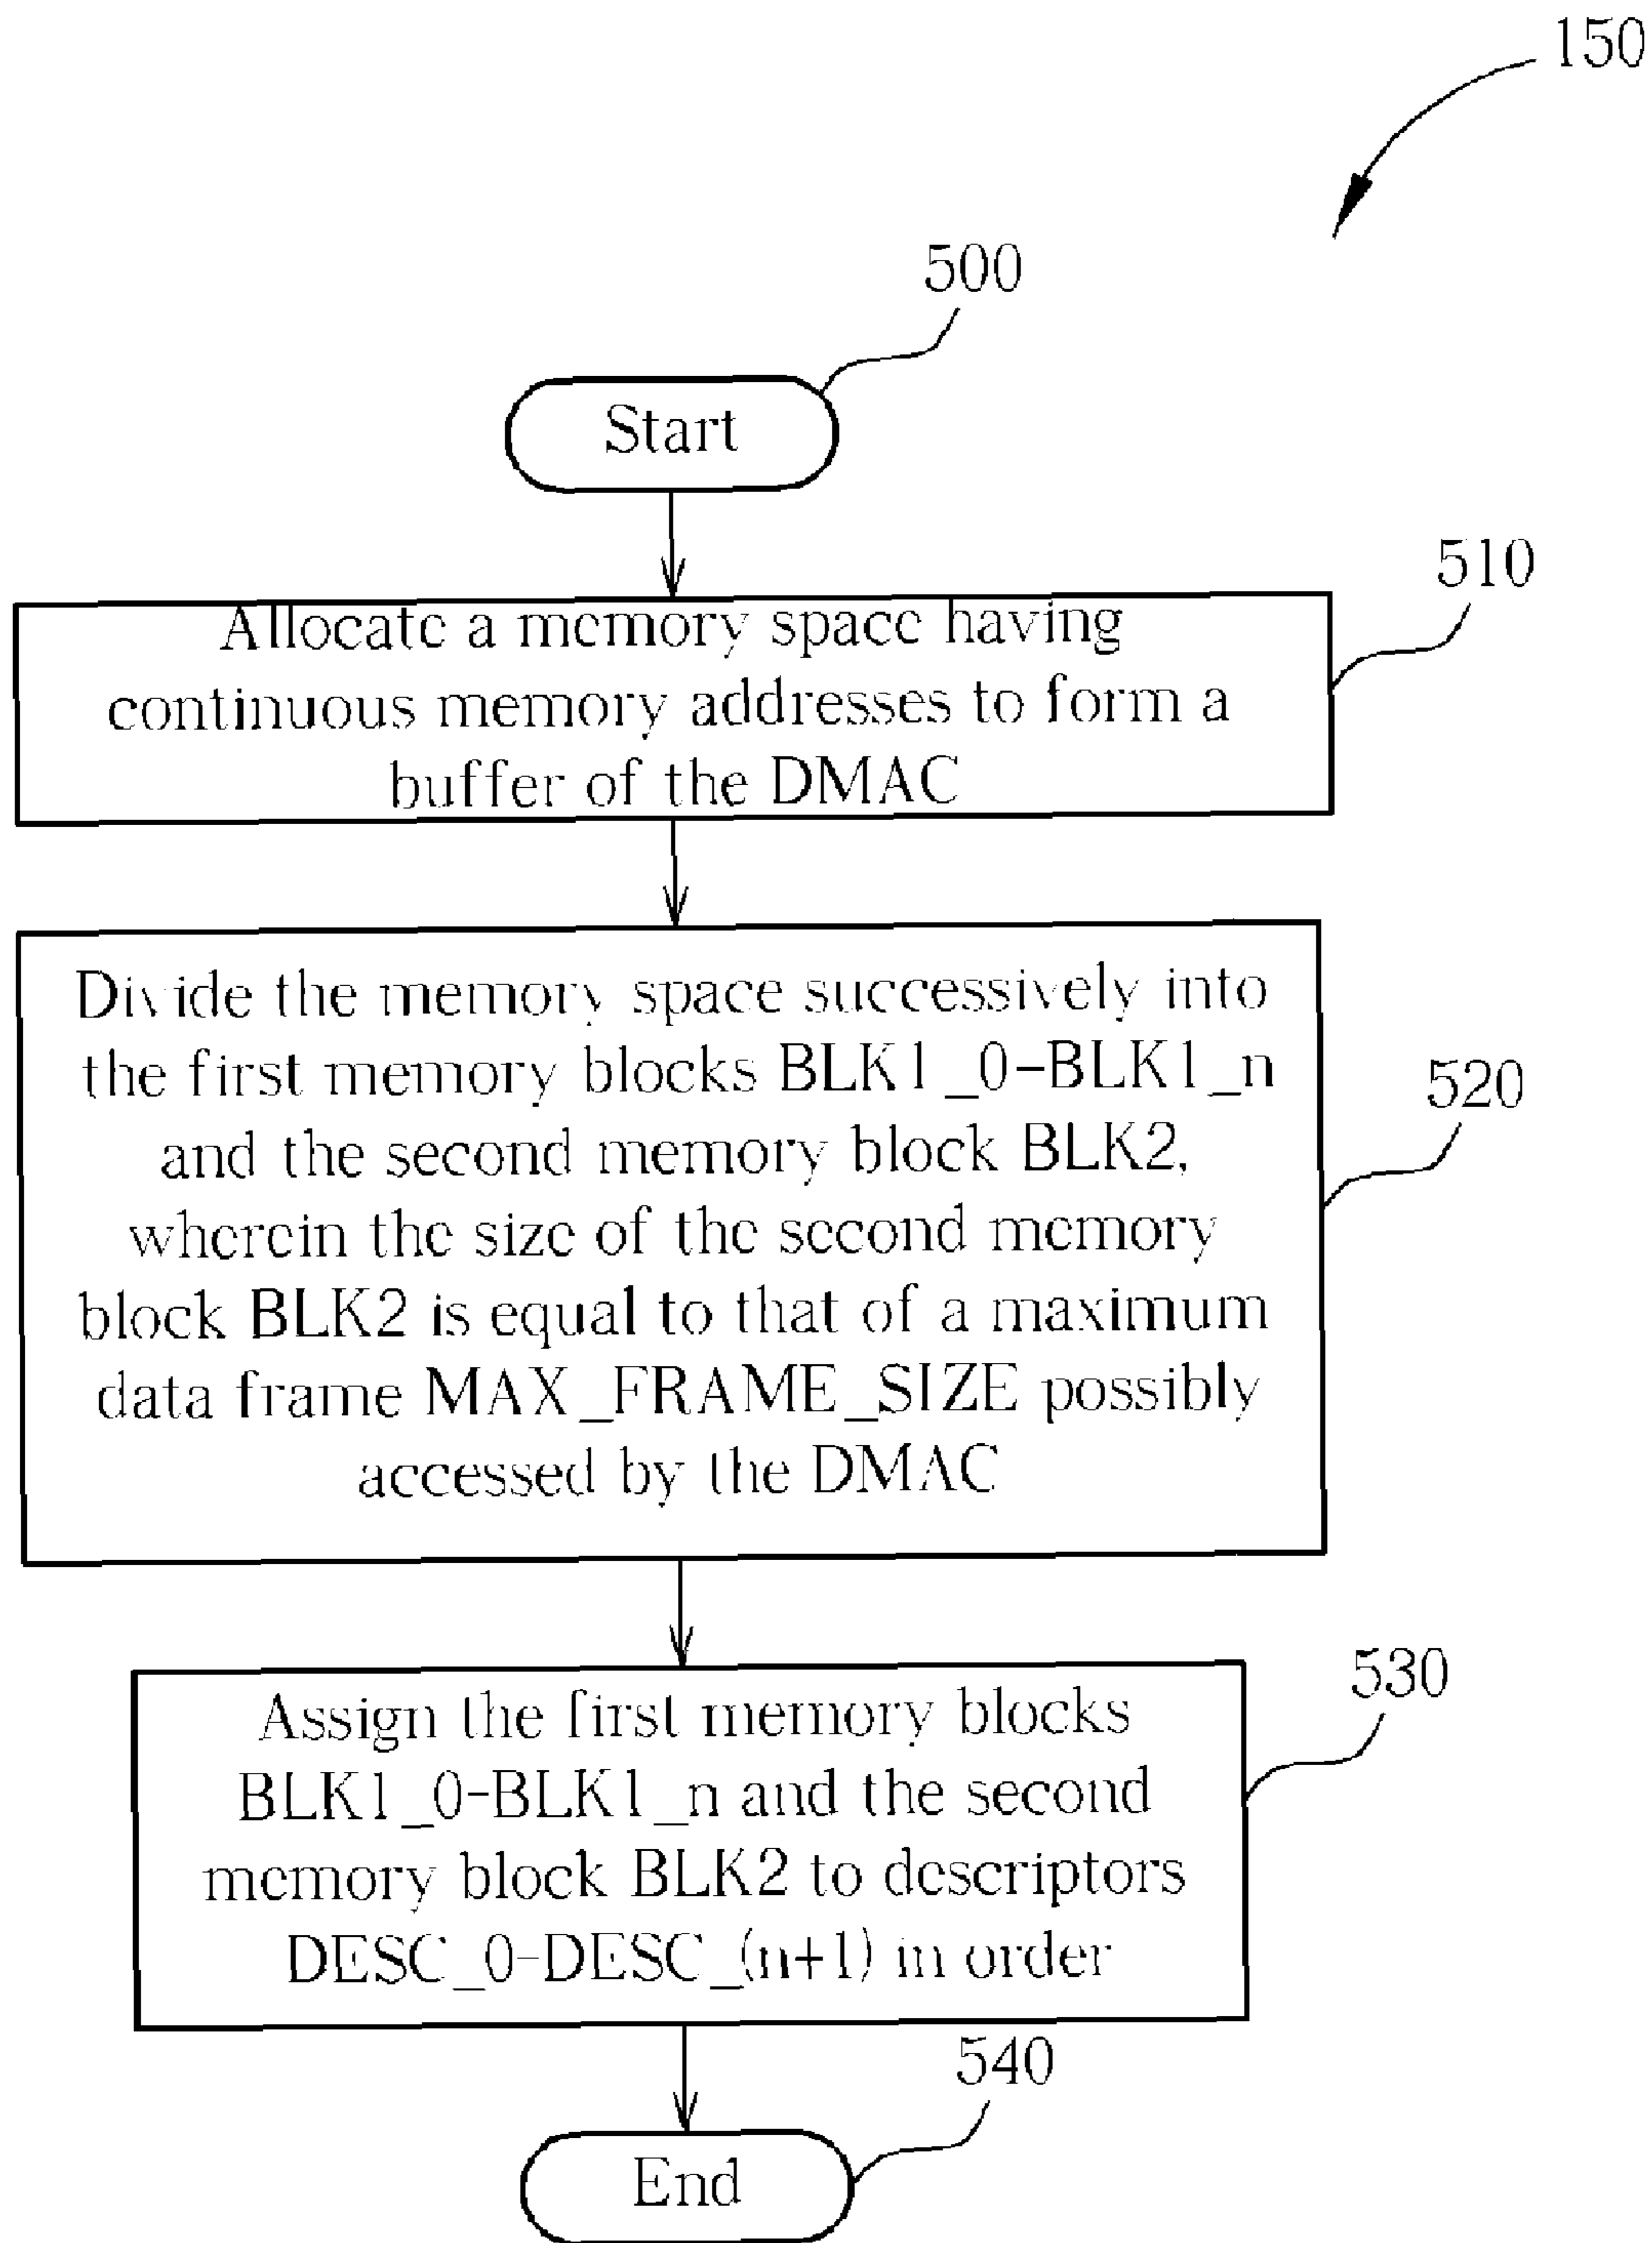 150
500
Start
510
Allocate a memory space having
continuous memory addresses to form a
buffer of the DMAC
Divide the memory space successively into
the first memory blocks BLK1_0-BLK1_n
and the second memory block BLK2,
wherein the size of the second memory
block BLK2 is equal to that of a maximum
data frame MAX_FRAME_SIZE possibly
accessed by the DMAC
520
530
Assign the first memory blocks
BLK1_0-BLK1_n and the second
memory block BLK2 to descriptors
DESC_0-DESC_(n+1) in order
540
End